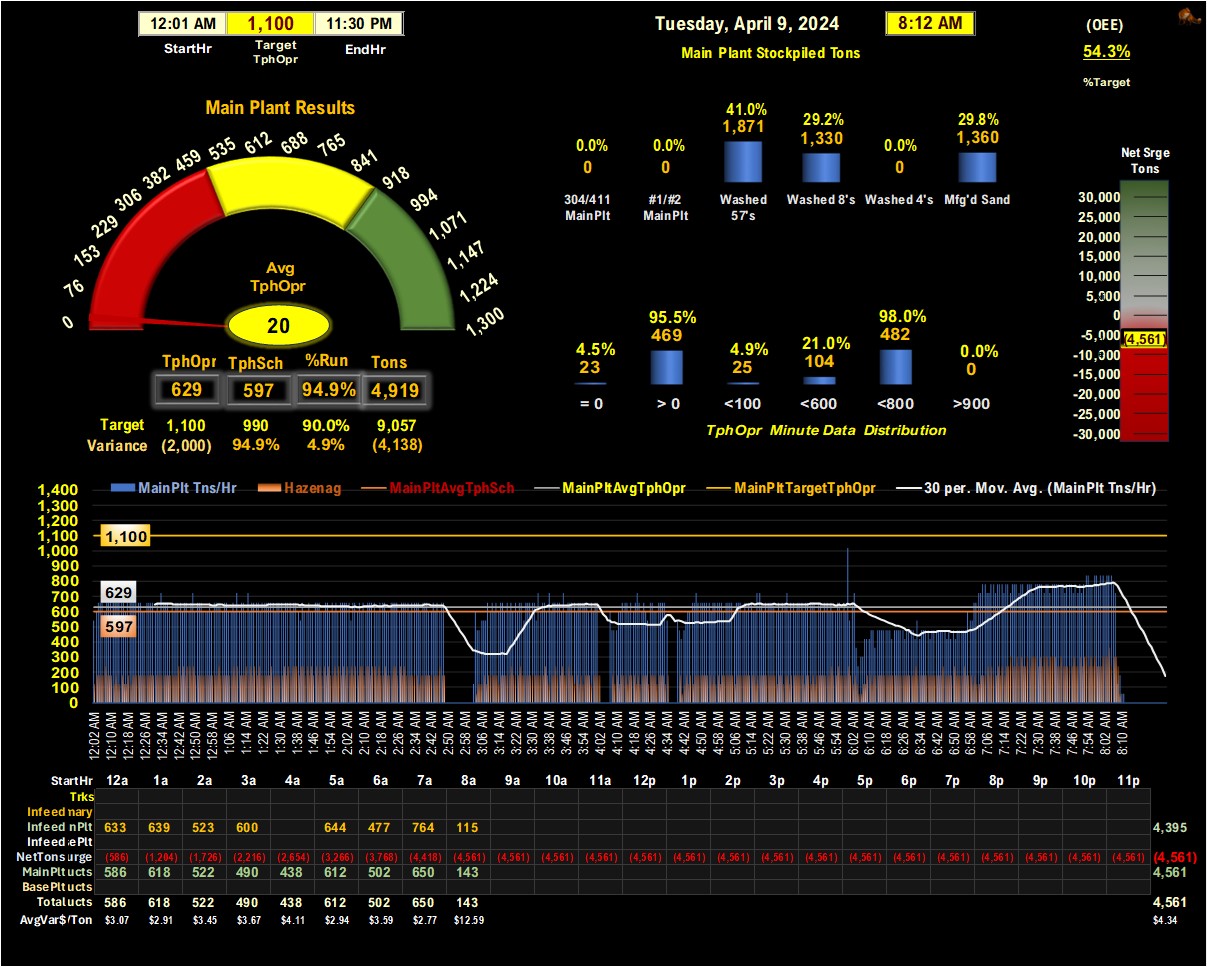 12:01 AM 1,100 11:30 PM
StartHr Target TphOpr EndHr
Tuesday, April 9, 2024 8:12 AM
Main Plant Stockpiled Tons
(OEE)
54.3%
%Target
Main Plant Results
0 76 153 229 306 382 459 535 612 688 765 841 918 994 1,071 1,147 1,224 1,300
Avg
TphOpr
20
TphOpr TphSch %Run Tons
629 597 94.9% 4,919
Target 1,100 990 90.0% 9,057
Variance (2,000) 94.9% 4.9% (4,138)
0.0% 0.0% 41.0% 29.2% 0.0% 29.8%
0 0 1,871 1,330 0 1,360
304/411 MainPlt #1/#2 MainPlt Washed 57's Washed 8's Washed 4's Mfg'd Sand
4.5% 95.5% 4.9% 21.0% 98.0% 0.0%
23 469 25 104 482 0
= 0 > 0 <100 <600 <800 >900
TphOpr Minute Data Distribution
Net Srge
Tons
30,000
25,000
20,000
15,000
10,000
5,000
0
-5,000
(4,561)
-10,000
-15,000
-20,000
-25,000
-30,000
MainPlt Tns/Hr Hazenag MainPltAvgTphSch MainPltAvgTphOpr MainPltTargetTphOpr 30 per. Mov. Avg. (MainPlt Tns/Hr)
1,400
1,300
1,200
1,100
1,000
900
800
700
600
500
400
300
200
100
0
1,100
629
597
12:02 AM 12:10 AM 12:18 AM 12:26 AM 12:34 AM 12:42 AM 12:50 AM 12:58 AM 1:06 AM 1:14 AM 1:22 AM 1:30 AM 1:38 AM 1:46 AM 1:54 AM 2:02 AM 2:10 AM 2:18 AM 2:26 AM 2:34 AM 2:42 AM 2:50 AM 2:58 AM 3:06 AM 3:14 AM 3:22 AM 3:30 AM 3:38 AM 3:46 AM 3:54 AM 4:02 AM 4:10 AM 4:18 AM 4:26 AM 4:34 AM 4:42 AM 4:50 AM 4:58 AM 5:06 AM 5:14 AM 5:22 AM 5:30 AM 5:38 AM 5:46 AM 5:54 AM 6:02 AM 6:10 AM 6:18 AM 6:26 AM 6:34 AM 6:42 AM 6:50 AM 6:58 AM 7:06 AM 7:14 AM 7:22 AM 7:30 AM 7:38 AM 7:46 AM 7:54 AM 8:02 AM 8:10 AM
StartHr 12a 1a 2a 3a 4a 5a 6a 7a 8a 9a 10a 11a 12p 1p 2p 3p 4p 5p 6p 7p 8p 9p 10p 11p
Trks
Infeed mary
Infeed nPlt 633 639 523 600 644 477 764 115 4,395
Infeed ePlt
NetTons urge (586) (1,204) (1,726) (2,216) (2,654) (3,266) (3,768) (4,418) (4,561) (4,561) (4,561) (4,561) (4,561) (4,561) (4,561) (4,561) (4,561) (4,561) (4,561) (4,561) (4,561) (4,561) (4,561) (4,561) (4,561)
MainPlt ucts 586 618 522 490 438 612 502 650 143 4,561
BasePlt ucts
Total ucts 586 618 522 490 438 612 502 650 143 4,561
AvgVar$/Ton $3.07 $2.91 $3.45 $3.67 $4.11 $2.94 $3.59 $2.77 $12.59 $4.34